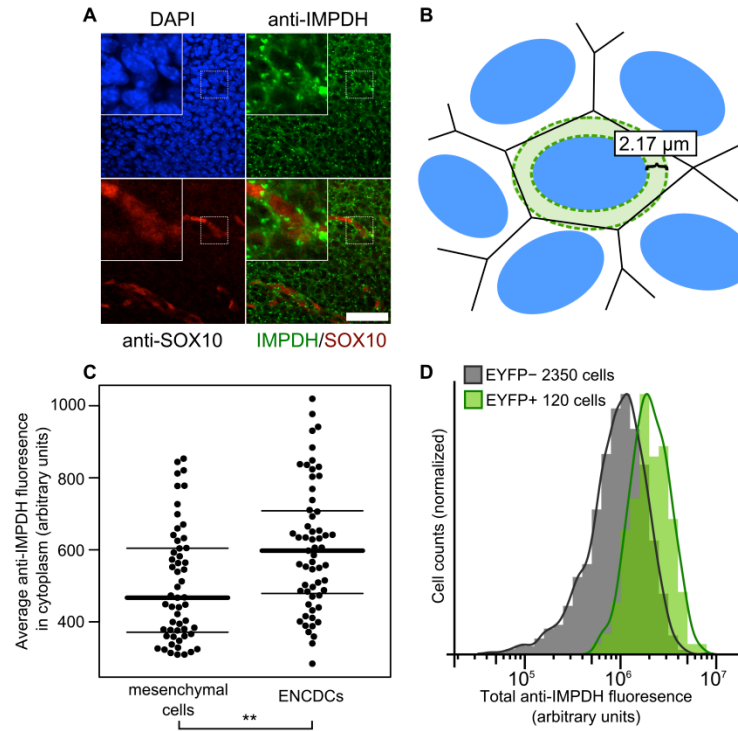 A
DAPI
anti-IMPDH
anti-SOX10
IMPDH/SOX10
B
2.17 µm
C
Average anti-IMPDH fluoresence
in cytoplasm (arbitrary units)
1000
800
600
400
mesenchymal
cells
ENCDCs
**
D
EYFP− 2350 cells
EYFP+ 120 cells
Cell counts (normalized)
10⁵
10⁶
10⁷
Total anti-IMPDH fluoresence
(arbitrary units)